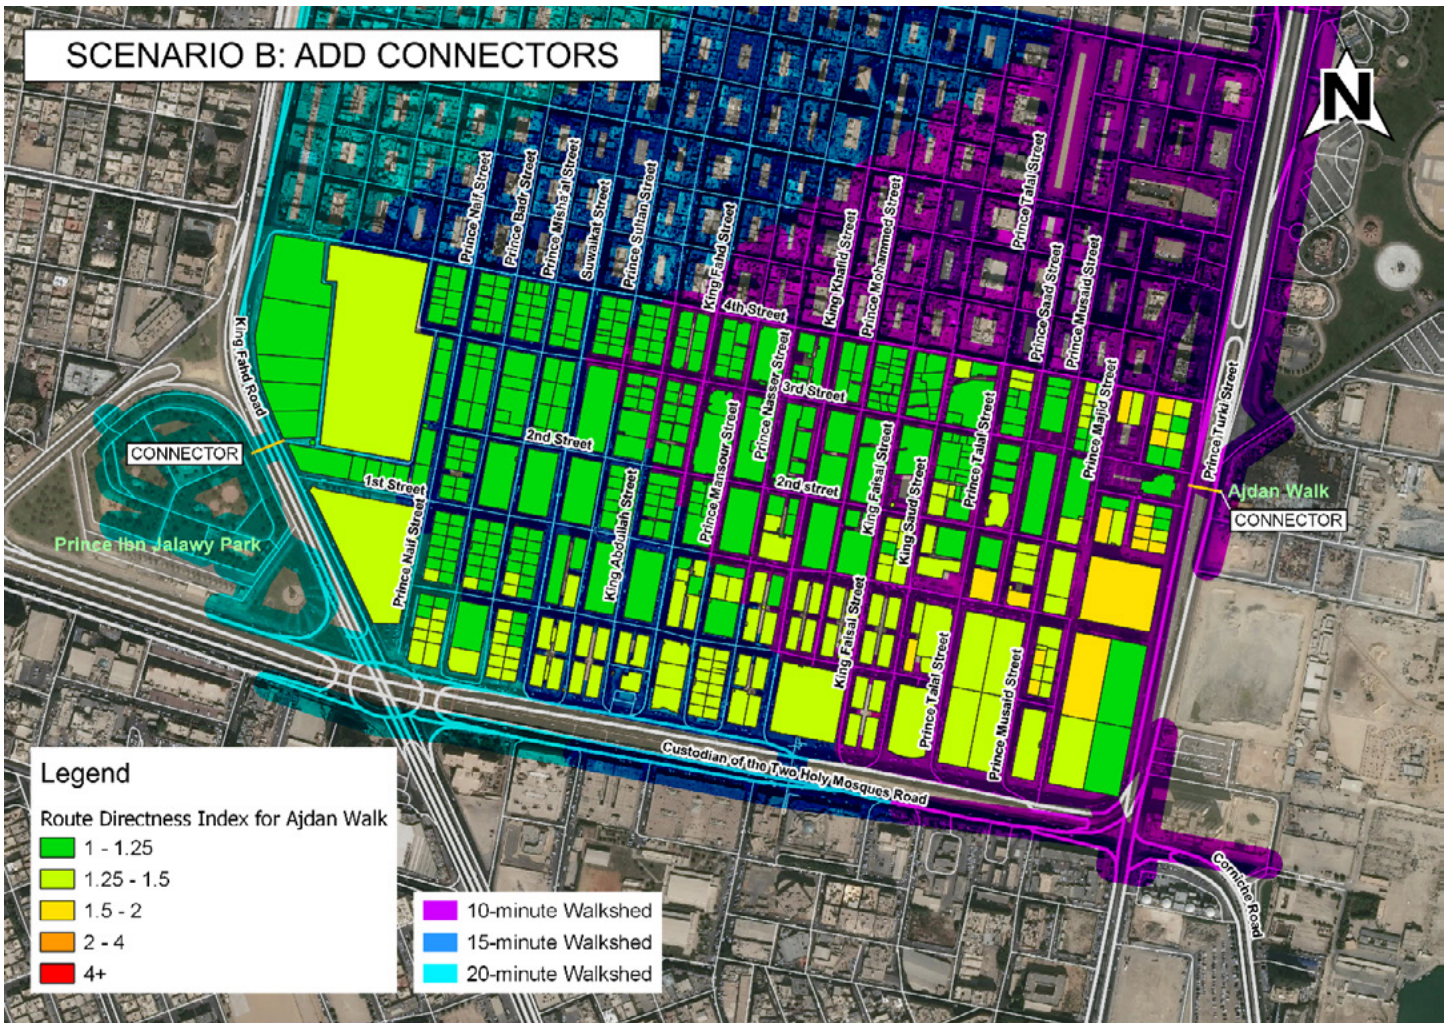 SCENARIO B: ADD CONNECTORS
N
Prince Naif Street
Prince Badr Street
Prince Misha'al Street
Suwaikat Street
Prince Sultan Street
King Fahd Street
King Khalid Street
Prince Mohammed Street
Prince Talal Street
Prince Saad Street
Prince Musaid Street
4th Street
Prince Nasser Street
3rd Street
King Fahd Road
Prince Turki Street
Prince Majid Street
CONNECTOR
2nd Street
Prince Mansour Street
King Faisal Street
Prince Talal Street
1st Street
2nd strret
King Saud Street
Ajdan Walk
CONNECTOR
Prince Ibn Jalawy Park
Prince Naif Street
King Abdullah Street
King Faisal Street
Prince Talal Street
Prince Musaid Street
Custodian of the Two Holy Mosques Road
Corniche Road
Legend
Route Directness Index for Ajdan Walk
1 - 1.25
1.25 - 1.5
1.5 - 2
2 - 4
4+
10-minute Walkshed
15-minute Walkshed
20-minute Walkshed